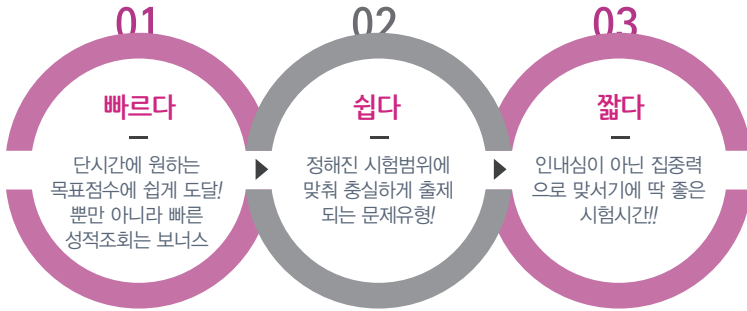 01
빠르다
단시간에 원하는
목표점수에 쉽게 도달!
뿐만 아니라 빠른
성적조회는 보너스
02
쉽다
정해진 시험범위에
맞춰 충실하게 출제
되는 문제유형!
03
짧다
인내심이 아닌 집중력
으로 맞서기에 딱 좋은
시험시간!!